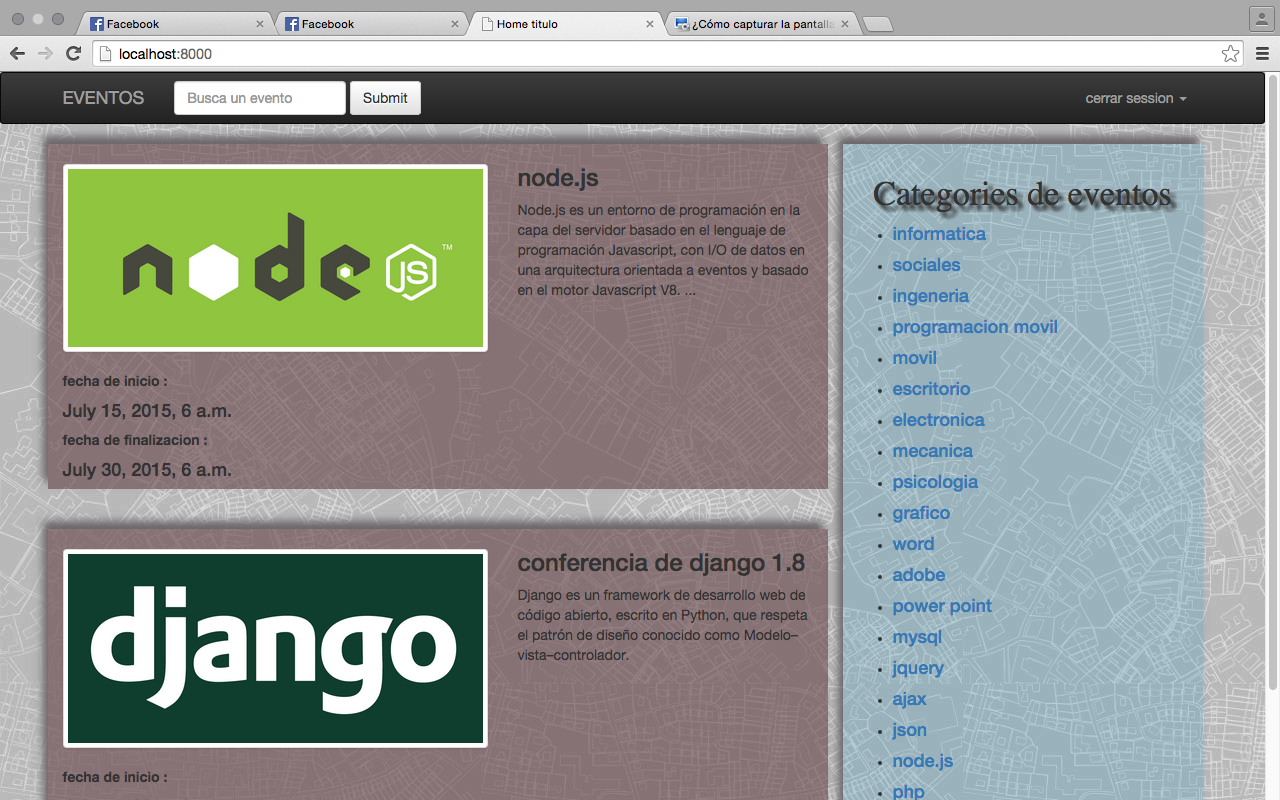 Facebook
Facebook
Home titulo
¿Cómo capturar la pantalla
localhost:8000
EVENTOS
Busca un evento
Submit
cerrar session
node
JS
TM
node.js
Node.js es un entorno de programación en la
capa del servidor basado en el lenguaje de
programación Javascript, con I/O de datos en
una arquitectura orientada a eventos y basado
en el motor Javascript V8. ...
fecha de inicio :
July 15, 2015, 6 a.m.
fecha de finalizacion :
July 30, 2015, 6 a.m.
django
conferencia de django 1.8
Django es un framework de desarrollo web de
código abierto, escrito en Python, que respeta
el patrón de diseño conocido como Modelo–
vista–controlador.
fecha de inicio :
Categories de eventos
informatica
sociales
ingeneria
programacion movil
movil
escritorio
electronica
mecanica
psicologia
grafico
word
adobe
power point
mysql
jquery
ajax
json
node.js
php